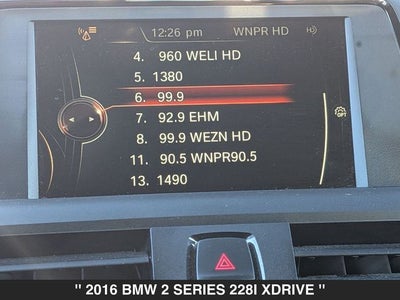 12:26 pm WNPR HD HD
4. 960 WELI HD
5. 1380
6. 99.9
7. 92.9 EHM
8. 99.9 WEZN HD
11. 90.5 WNPR90.5
13. 1490
OPT
" 2016 BMW 2 SERIES 228I XDRIVE "